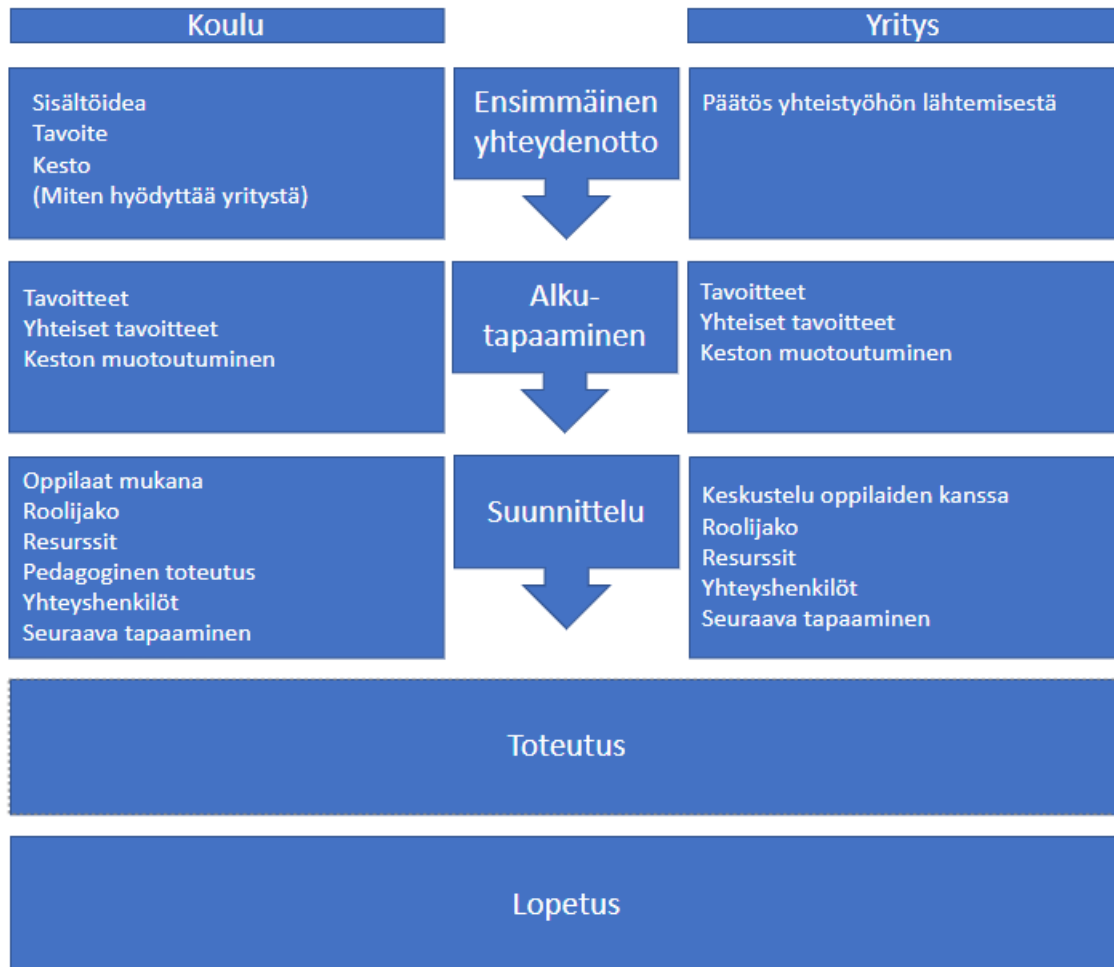 Koulu
Yritys
Sisältöidea
Tavoite
Kesto
(Miten hyödyttää yritystä)
Ensimmäinen
yhteydenotto
Päätös yhteistyöhön lähtemisestä
Tavoitteet
Yhteiset tavoitteet
Keston muotoutuminen
Alku-
tapaaminen
Tavoitteet
Yhteiset tavoitteet
Keston muotoutuminen
Oppilaat mukana
Roolijako
Resurssit
Pedagoginen toteutus
Yhteyshenkilöt
Seuraava tapaaminen
Suunnittelu
Keskustelu oppilaiden kanssa
Roolijako
Resurssit
Yhteyshenkilöt
Seuraava tapaaminen
Toteutus
Lopetus